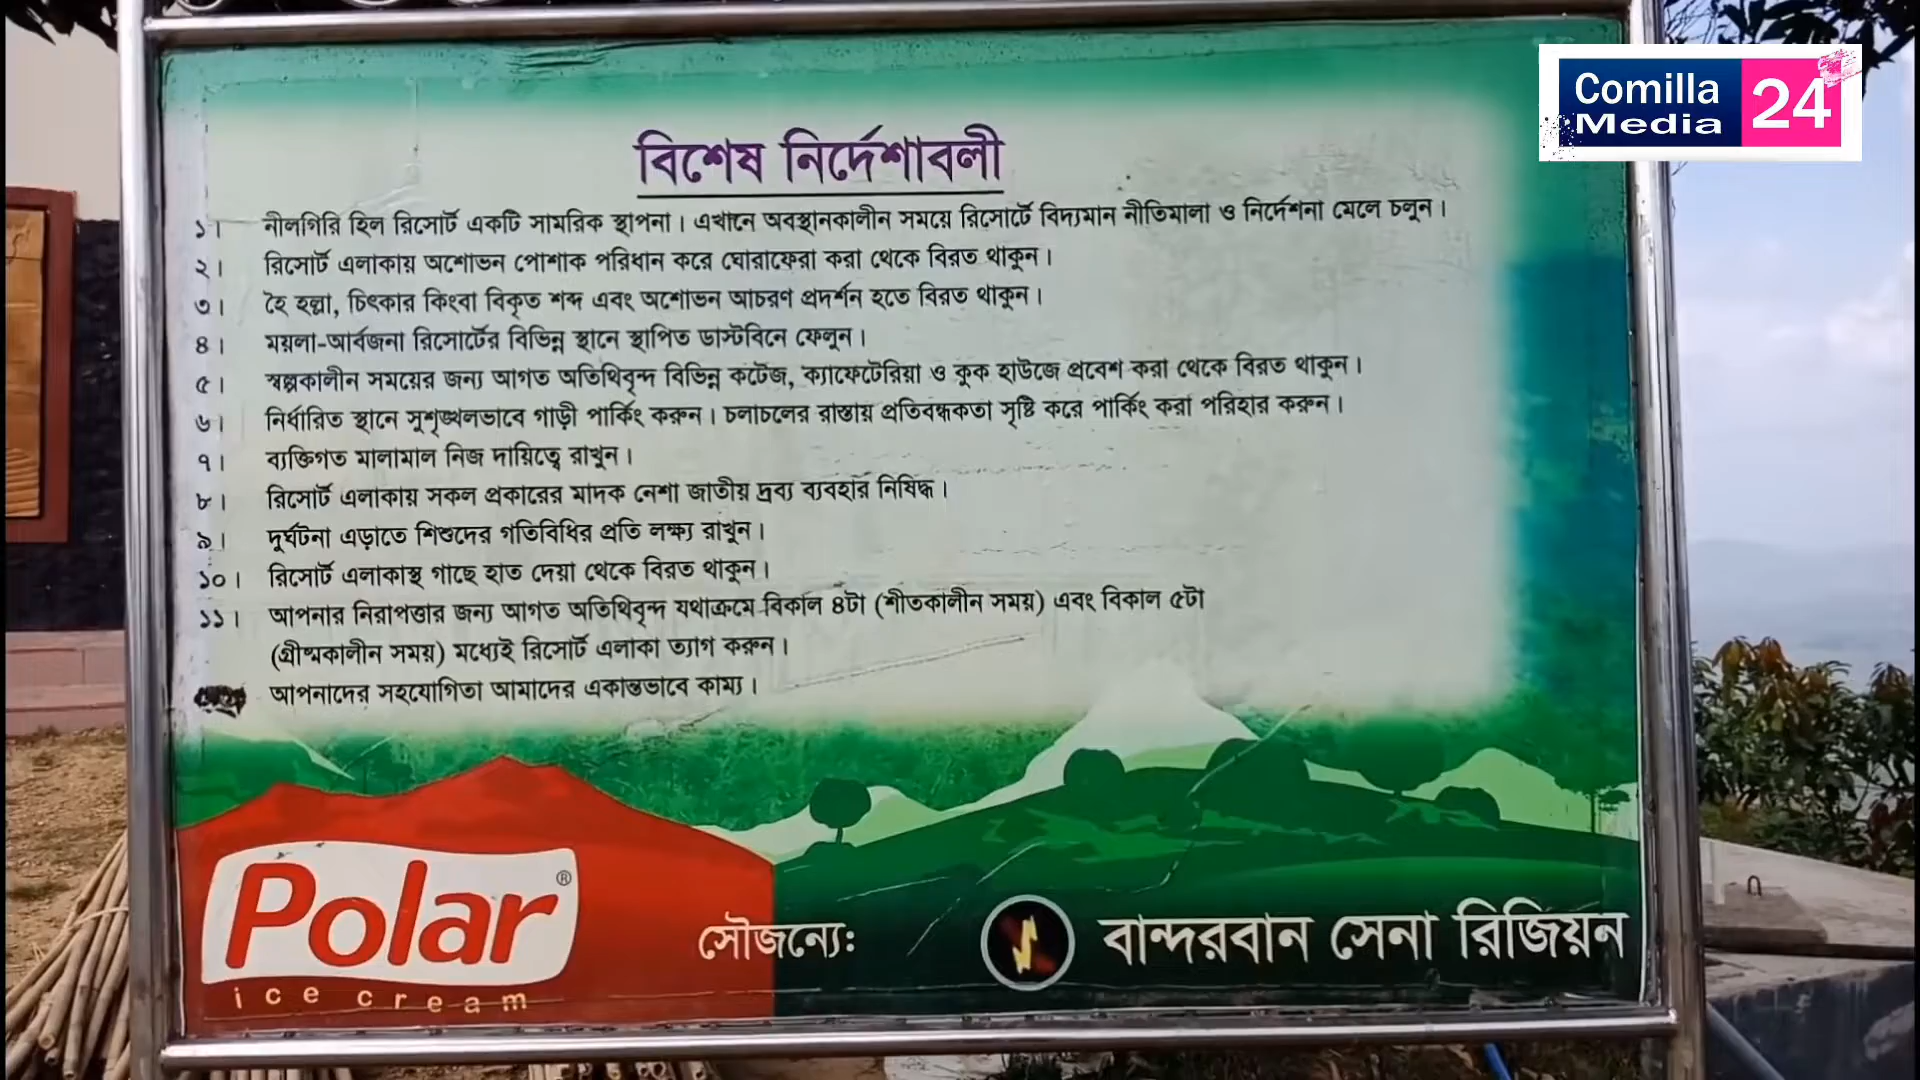 Comilla
Media 24
বিশেষ নির্দেশাবলী
১। নীলগিরি হিল রিসোর্ট একটি সামরিক স্থাপনা। এখানে অবস্থানকালীন সময়ে রিসোর্টে বিদ্যমান নীতিমালা ও নির্দেশনা মেলে চলুন।
২। রিসোর্ট এলাকায় অশোভন পোশাক পরিধান করে ঘোরাফেরা করা থেকে বিরত থাকুন।
৩। হৈ হল্লা, চিৎকার কিংবা বিকৃত শব্দ এবং অশোভন আচরণ প্রদর্শন হতে বিরত থাকুন।
৪। ময়লা-আর্বজনা রিসোর্টের বিভিন্ন স্থানে স্থাপিত ডাস্টবিনে ফেলুন।
৫। স্বল্পকালীন সময়ের জন্য আগত অতিথিবৃন্দ বিভিন্ন কটেজ, ক্যাফেটেরিয়া ও কুক হাউজে প্রবেশ করা থেকে বিরত থাকুন।
৬। নির্ধারিত স্থানে সুশৃঙ্খলভাবে গাড়ী পার্কিং করুন। চলাচলের রাস্তায় প্রতিবন্ধকতা সৃষ্টি করে পার্কিং করা পরিহার করুন।
৭। ব্যক্তিগত মালামাল নিজ দায়িত্বে রাখুন।
৮। রিসোর্ট এলাকায় সকল প্রকারের মাদক নেশা জাতীয় দ্রব্য ব্যবহার নিষিদ্ধ।
৯। দুর্ঘটনা এড়াতে শিশুদের গতিবিধির প্রতি লক্ষ্য রাখুন।
১০। রিসোর্ট এলাকাস্থ গাছে হাত দেয়া থেকে বিরত থাকুন।
১১। আপনার নিরাপত্তার জন্য আগত অতিথিবৃন্দ যথাক্রমে বিকাল ৪টা (শীতকালীন সময়) এবং বিকাল ৫টা
(গ্রীষ্মকালীন সময়) মধ্যেই রিসোর্ট এলাকা ত্যাগ করুন।
আপনাদের সহযোগিতা আমাদের একান্তভাবে কাম্য।
Polar®
ice cream
সৌজন্যে: বান্দরবান সেনা রিজিয়ন